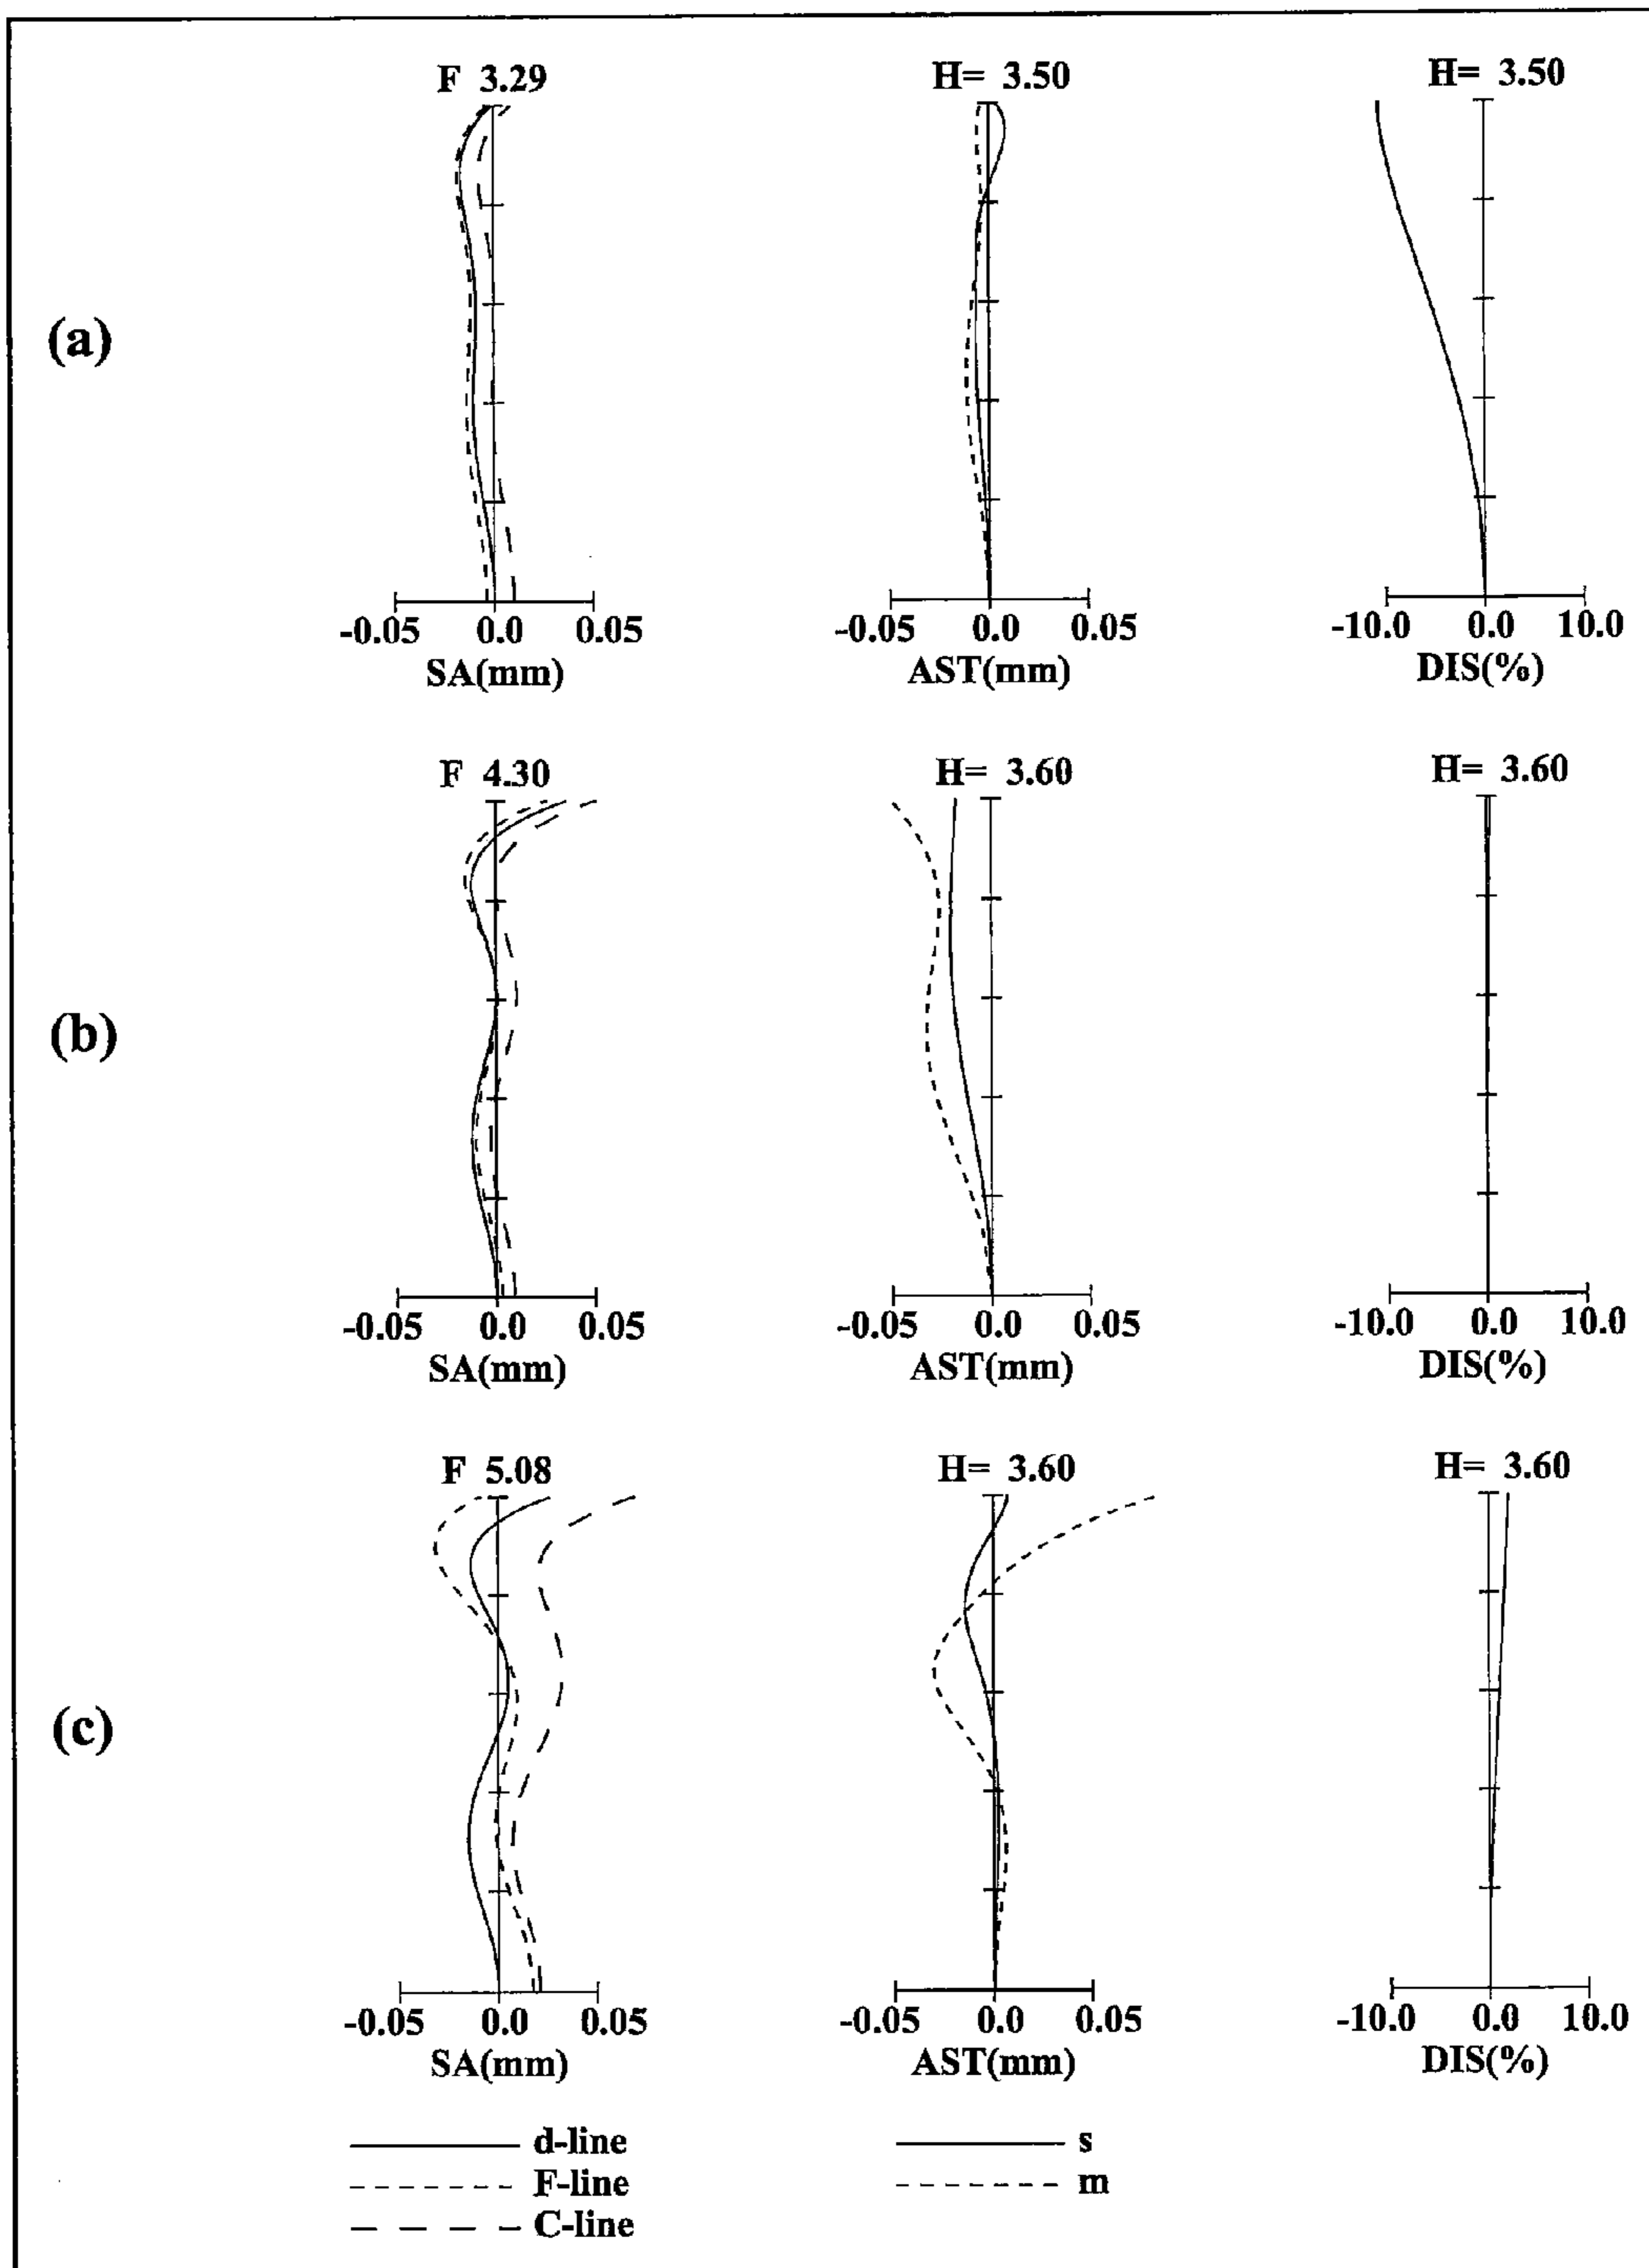 F 3.29
H= 3.50
H= 3.50
(a)
-0.05 0.0 0.05
SA(mm)
-0.05 0.0 0.05
AST(mm)
-10.0 0.0 10.0
DIS(%)
F 4.30
H= 3.60
H= 3.60
(b)
-0.05 0.0 0.05
SA(mm)
-0.05 0.0 0.05
AST(mm)
-10.0 0.0 10.0
DIS(%)
F 5.08
H= 3.60
H= 3.60
(c)
-0.05 0.0 0.05
SA(mm)
-0.05 0.0 0.05
AST(mm)
-10.0 0.0 10.0
DIS(%)
d-line
F-line
C-line
s
m